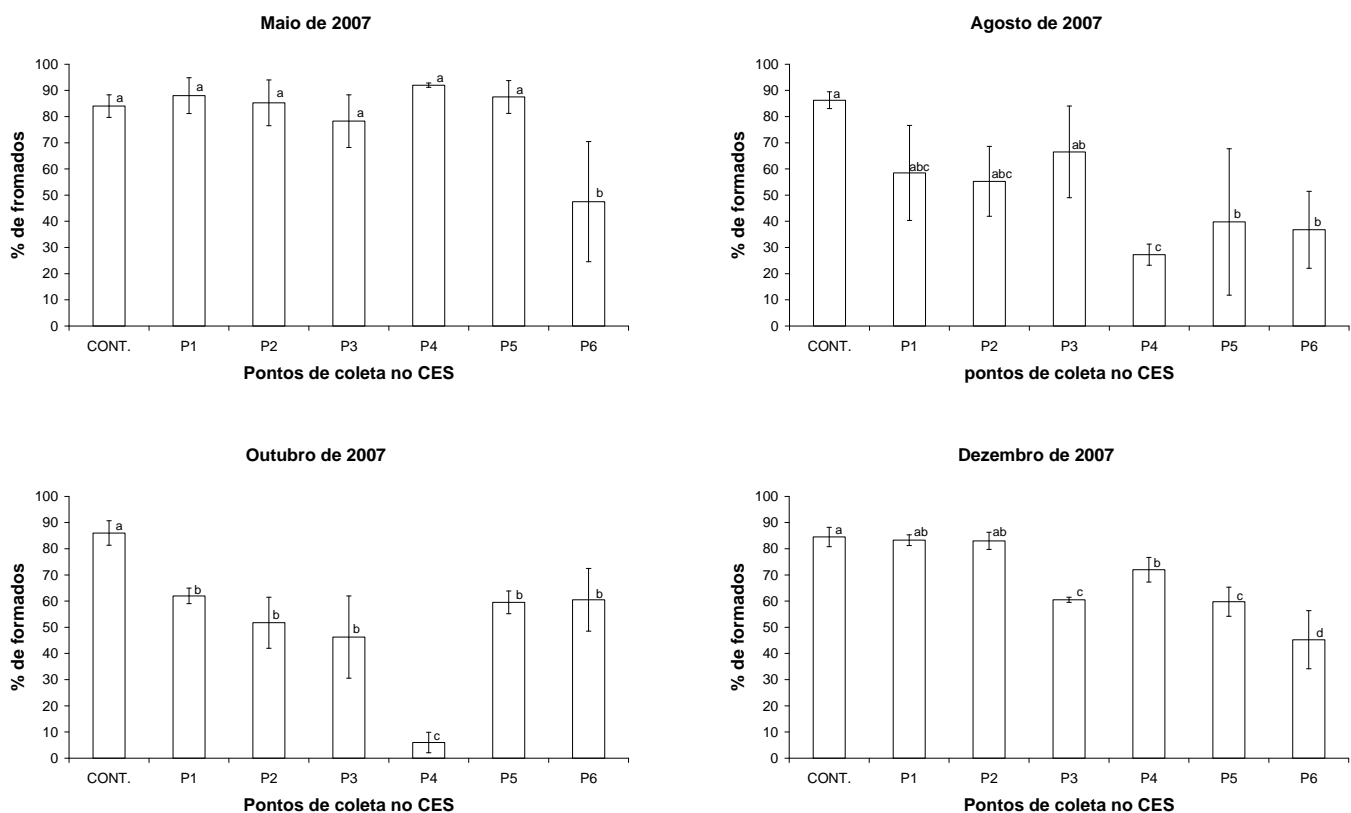 Maio de 2007
% de fromados
100
90
80
70
60
50
40
30
20
10
0
a a a a a a b
CONT. P1 P2 P3 P4 P5 P6
Pontos de coleta no CES
Agosto de 2007
% de formados
100
90
80
70
60
50
40
30
20
10
0
a abc abc ab c b b
CONT. P1 P2 P3 P4 P5 P6
pontos de coleta no CES
Outubro de 2007
% de formados
100
90
80
70
60
50
40
30
20
10
0
a b b b c b b
CONT. P1 P2 P3 P4 P5 P6
Pontos de coleta no CES
Dezembro de 2007
% de formados
100
90
80
70
60
50
40
30
20
10
0
a ab ab c b c d
CONT. P1 P2 P3 P4 P5 P6
Pontos de coleta no CES